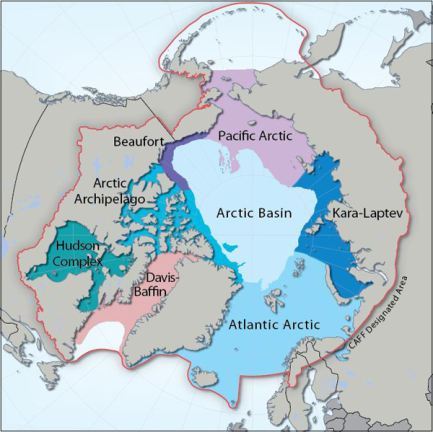 Pacific Arctic
Beaufort
Arctic
Archipelago
Arctic Basin
Kara-Laptev
Hudson
Complex
Davis-
Baffin
Atlantic Arctic
CAFF Designated Area